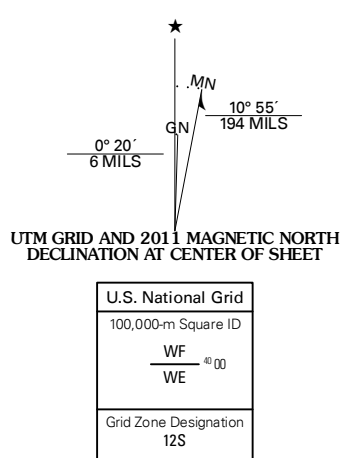 ★
MN
GN
10° 55´
194 MILS
0° 20´
6 MILS
UTM GRID AND 2011 MAGNETIC NORTH
DECLINATION AT CENTER OF SHEET
U.S. National Grid
100,000-m Square ID
WF
40 00
WE
Grid Zone Designation
12S